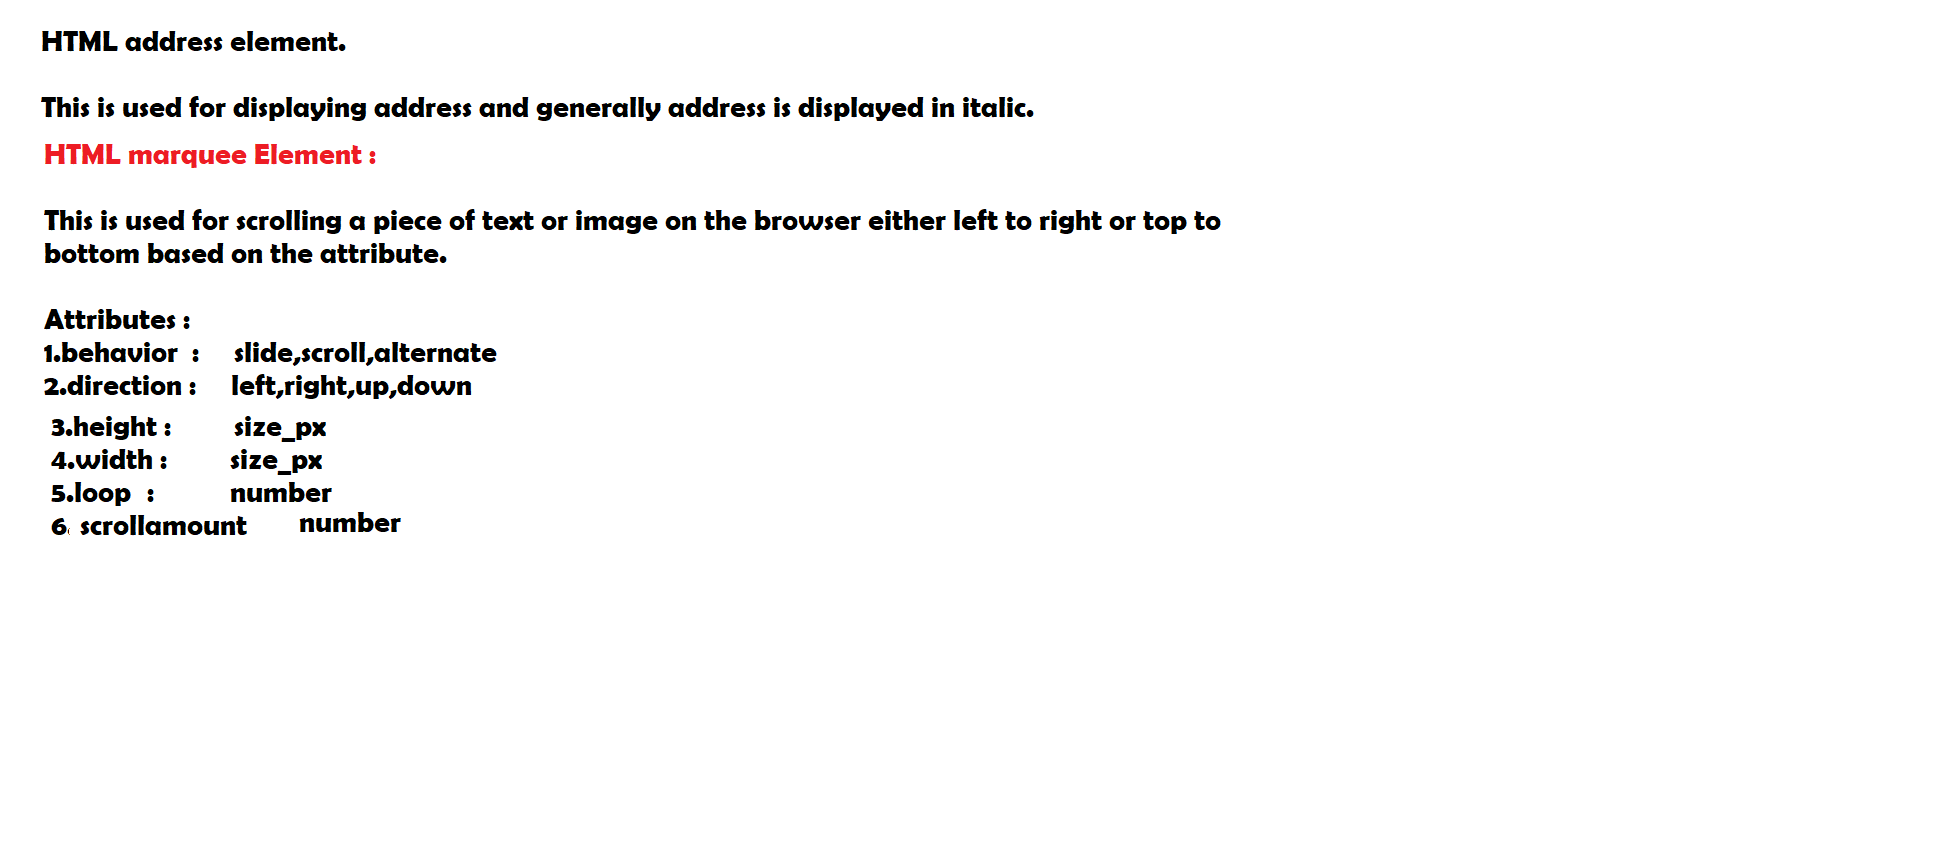 HTML address element.
This is used for displaying address and generally address is displayed in italic.
HTML marquee Element :
This is used for scrolling a piece of text or image on the browser either left to right or top to
bottom based on the attribute.
Attributes :
1.behavior : slide,scroll,alternate
2.direction : left,right,up,down
3.height : size_px
4.width : size_px
5.loop : number
6. scrollamount number